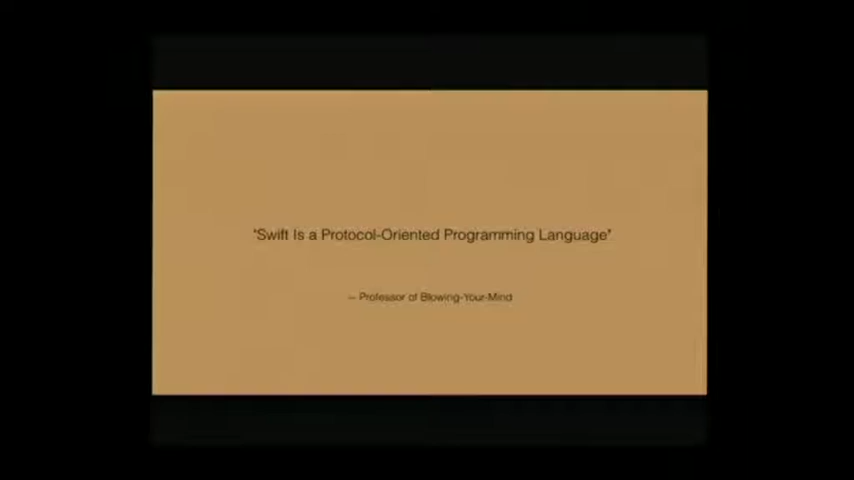 "Swift Is a Protocol-Oriented Programming Language"
— Professor of Blowing-Your-Mind